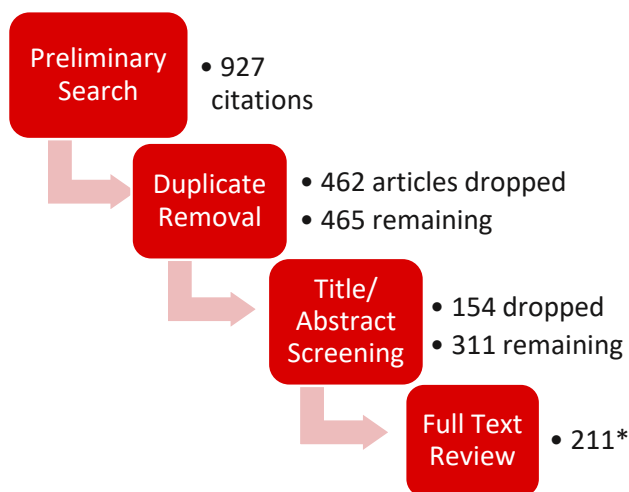 Preliminary
Search
• 927
citations
Duplicate
Removal
• 462 articles dropped
• 465 remaining
Title/
Abstract
Screening
• 154 dropped
• 311 remaining
Full Text
Review
• 211*